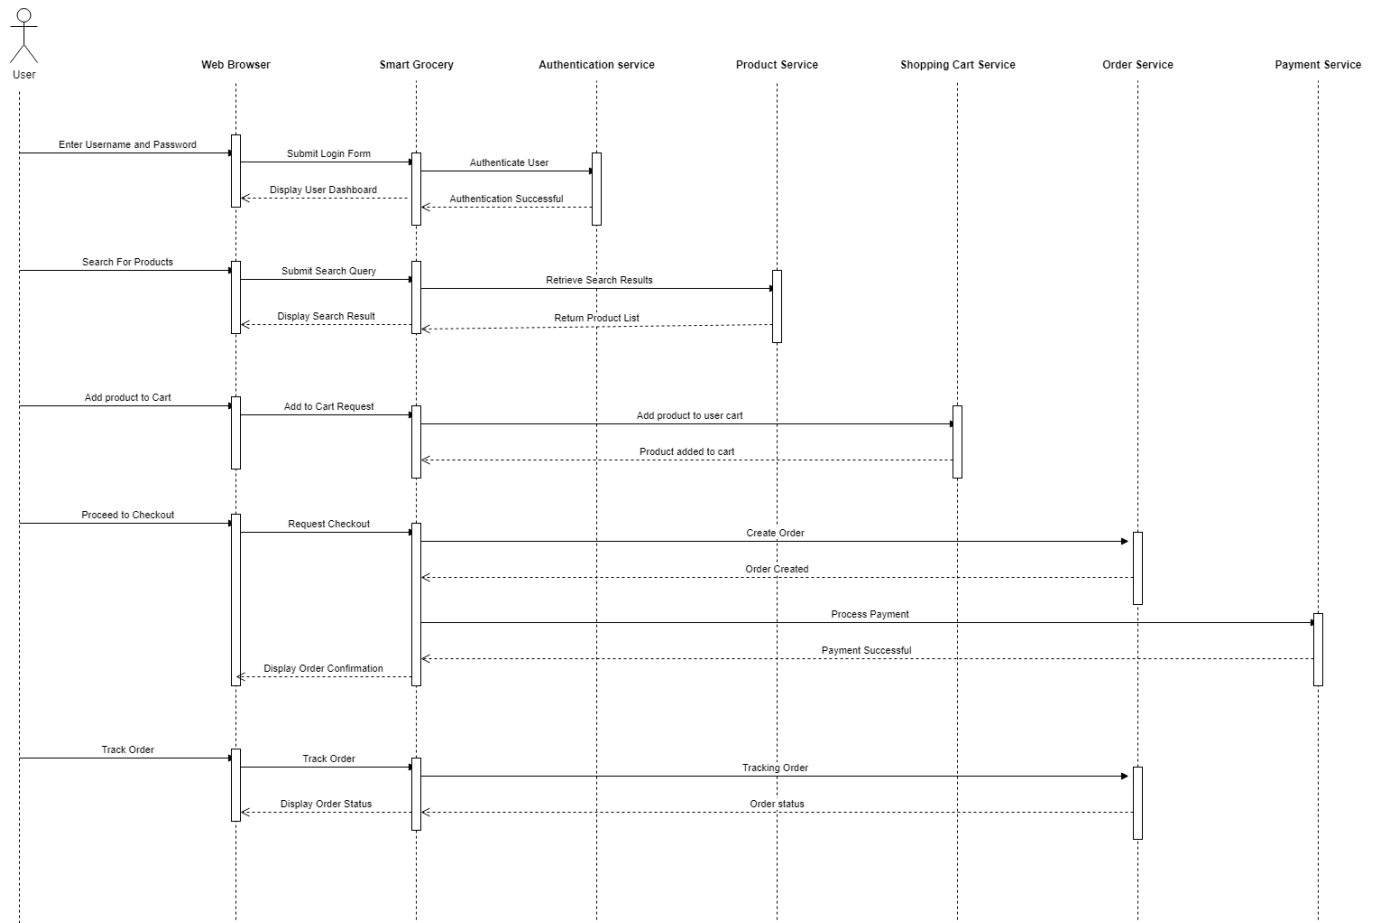 User
Web Browser
Smart Grocery
Authentication service
Product Service
Shopping Cart Service
Order Service
Payment Service
Enter Username and Password
Submit Login Form
Authenticate User
Display User Dashboard
Authentication Successful
Search For Products
Submit Search Query
Retrieve Search Results
Display Search Result
Return Product List
Add product to Cart
Add to Cart Request
Add product to user cart
Product added to cart
Proceed to Checkout
Request Checkout
Create Order
Order Created
Process Payment
Payment Successful
Display Order Confirmation
Track Order
Track Order
Tracking Order
Display Order Status
Order status